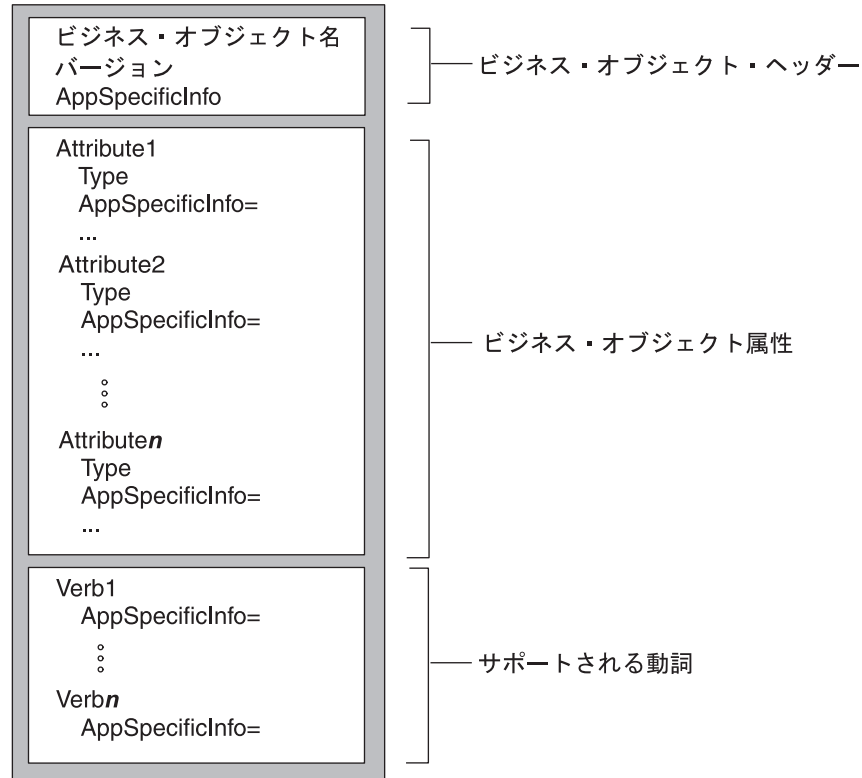 ビジネス・オブジェクト名
バージョン
AppSpecificInfo
ビジネス・オブジェクト・ヘッダー
Attribute1
Type
AppSpecificInfo=
...
Attribute2
Type
AppSpecificInfo=
...
Attributen
Type
AppSpecificInfo=
...
ビジネス・オブジェクト属性
Verb1
AppSpecificInfo=
Verbn
AppSpecificInfo=
サポートされる動詞